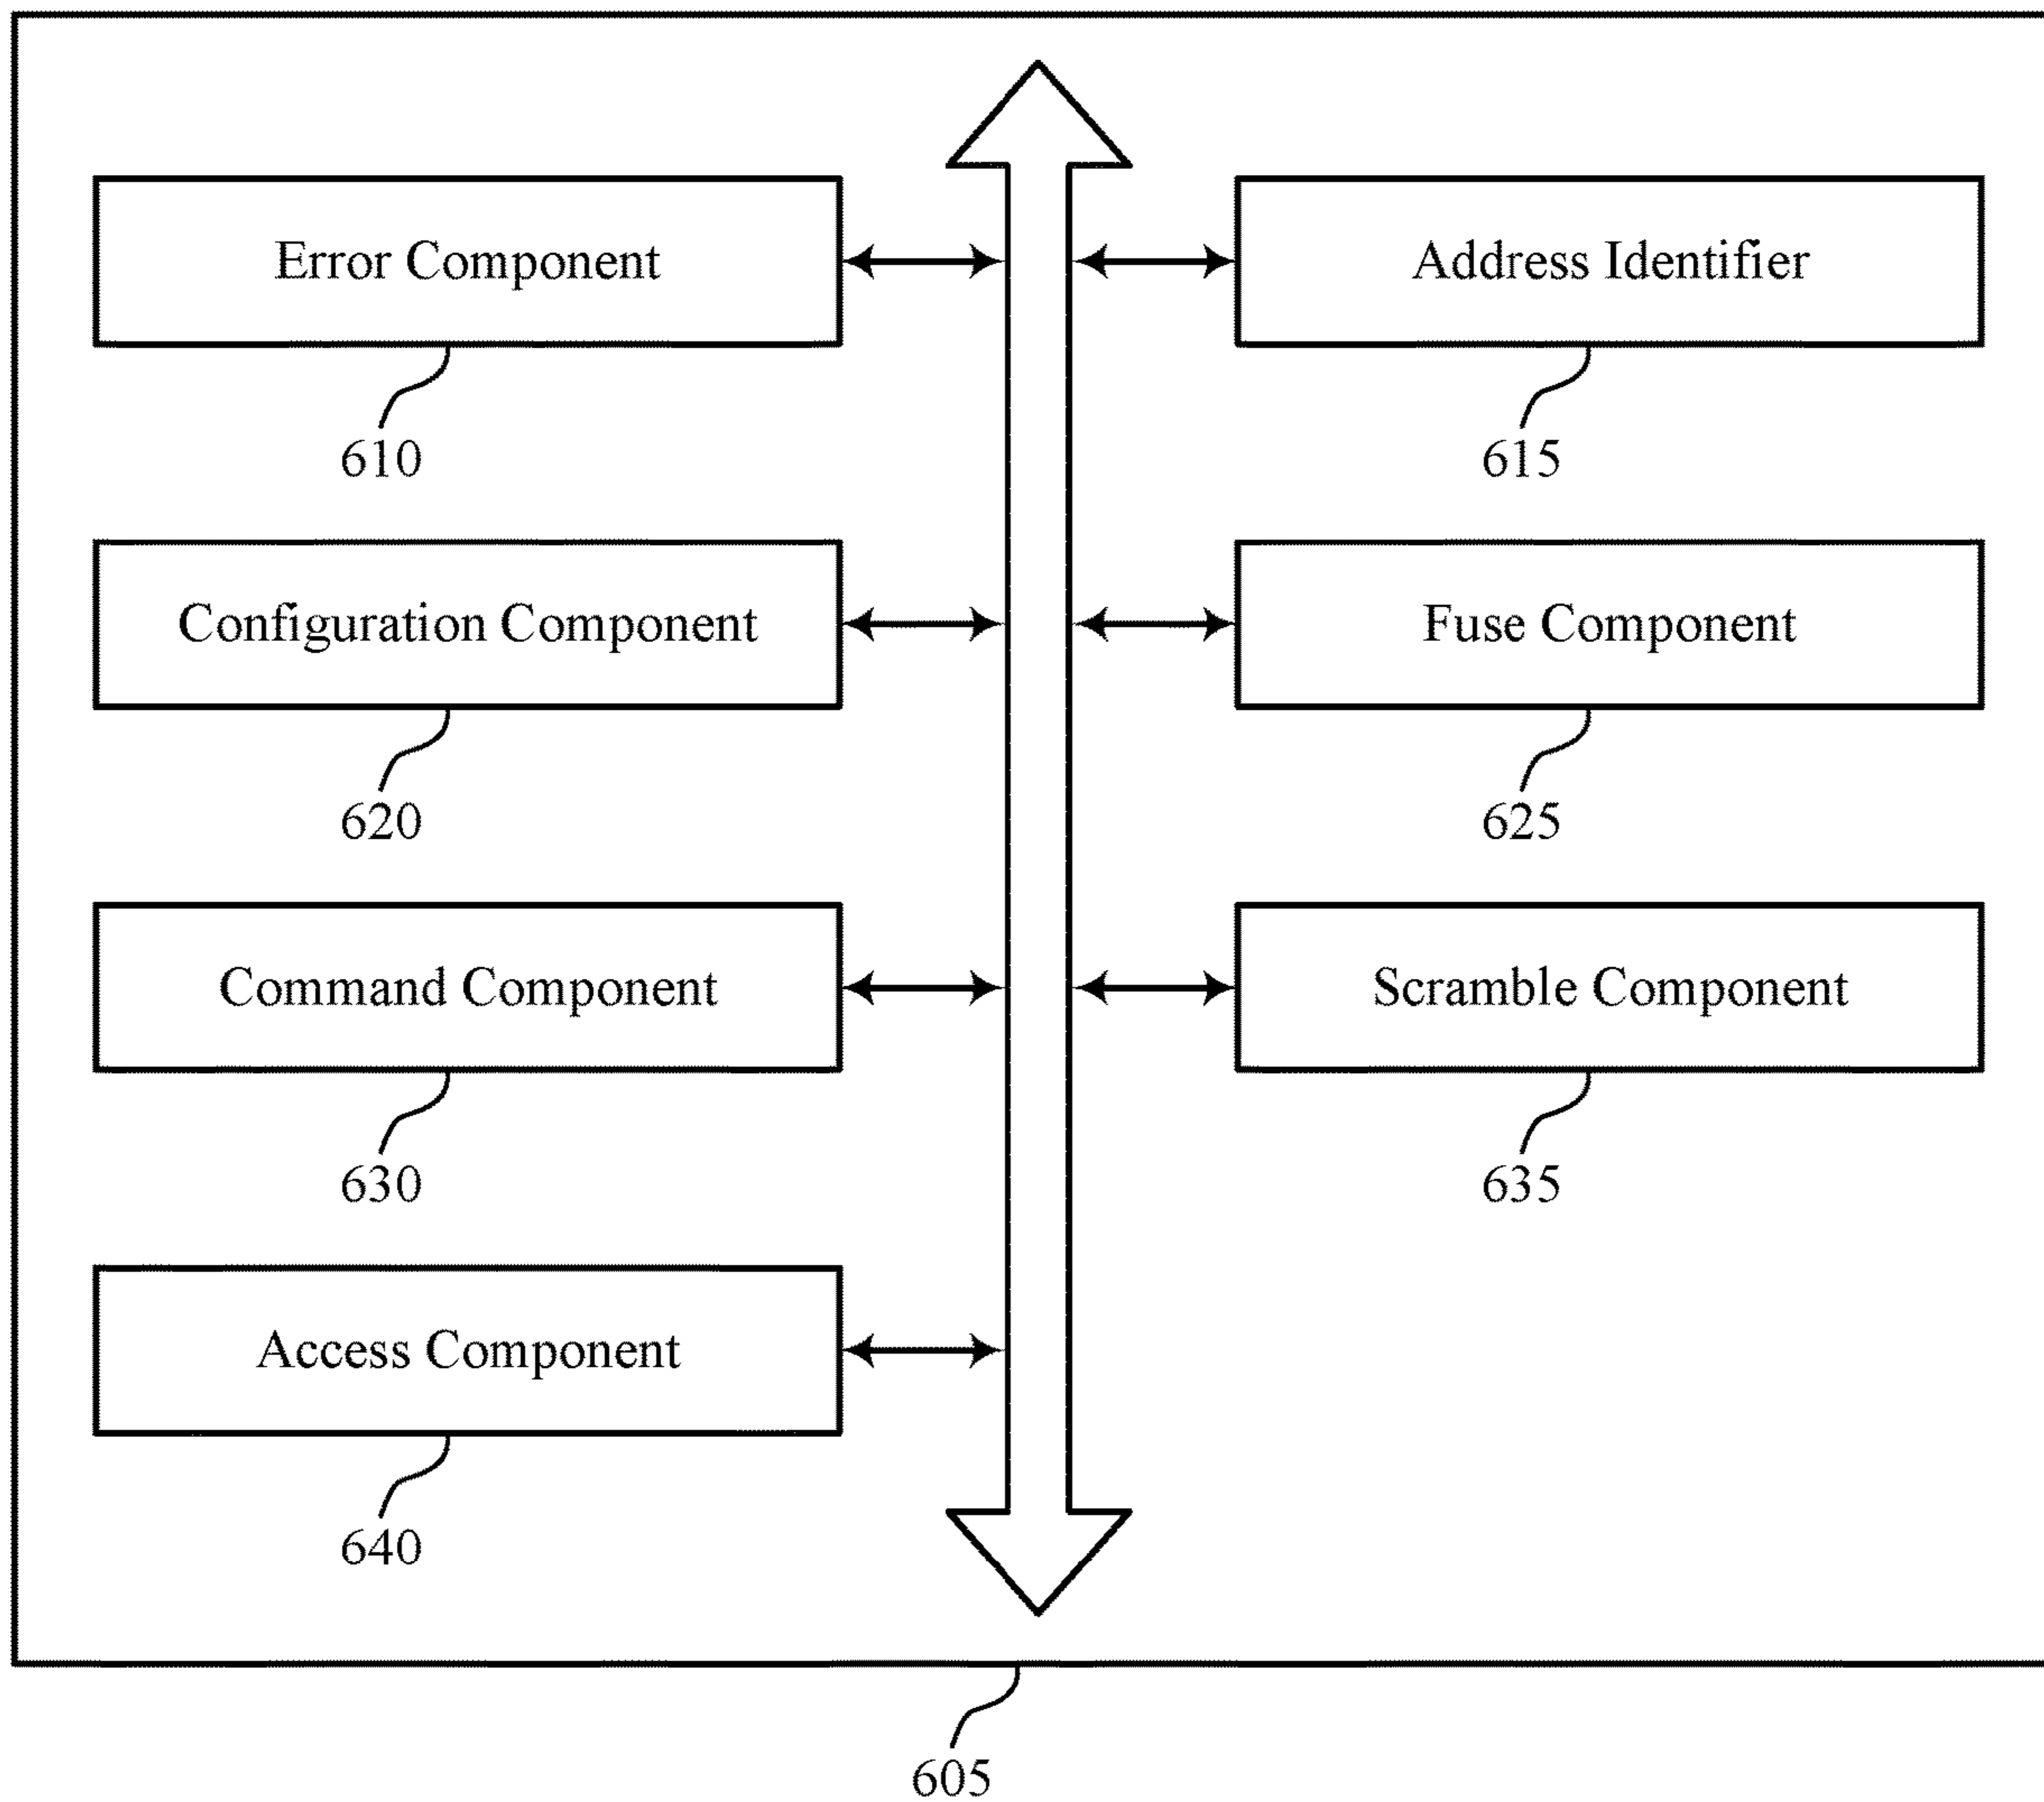 Error Component
Address Identifier
610
615
Configuration Component
Fuse Component
620
625
Command Component
Scramble Component
630
635
Access Component
640
605